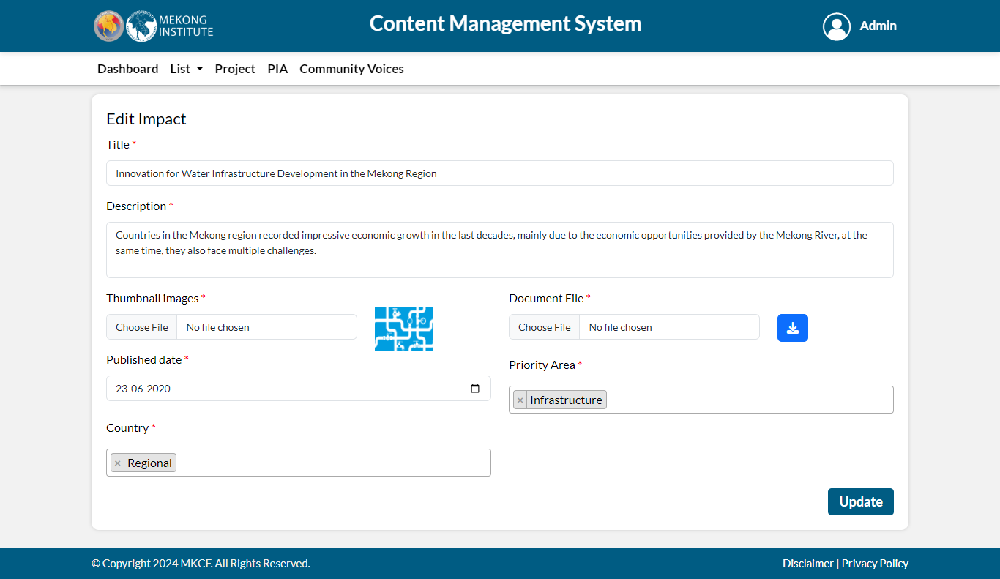 MEKONG
INSTITUTE
Content Management System
Admin
Dashboard List Project PIA Community Voices
Edit Impact
Title *
Innovation for Water Infrastructure Development in the Mekong Region
Description *
Countries in the Mekong region recorded impressive economic growth in the last decades, mainly due to the economic opportunities provided by the Mekong River, at the
same time, they also face multiple challenges.
Thumbnail images *
Choose File No file chosen
Document File *
Choose File No file chosen
Published date *
23-06-2020
Priority Area *
× Infrastructure
Country *
× Regional
Update
© Copyright 2024 MKCF. All Rights Reserved.
Disclaimer | Privacy Policy